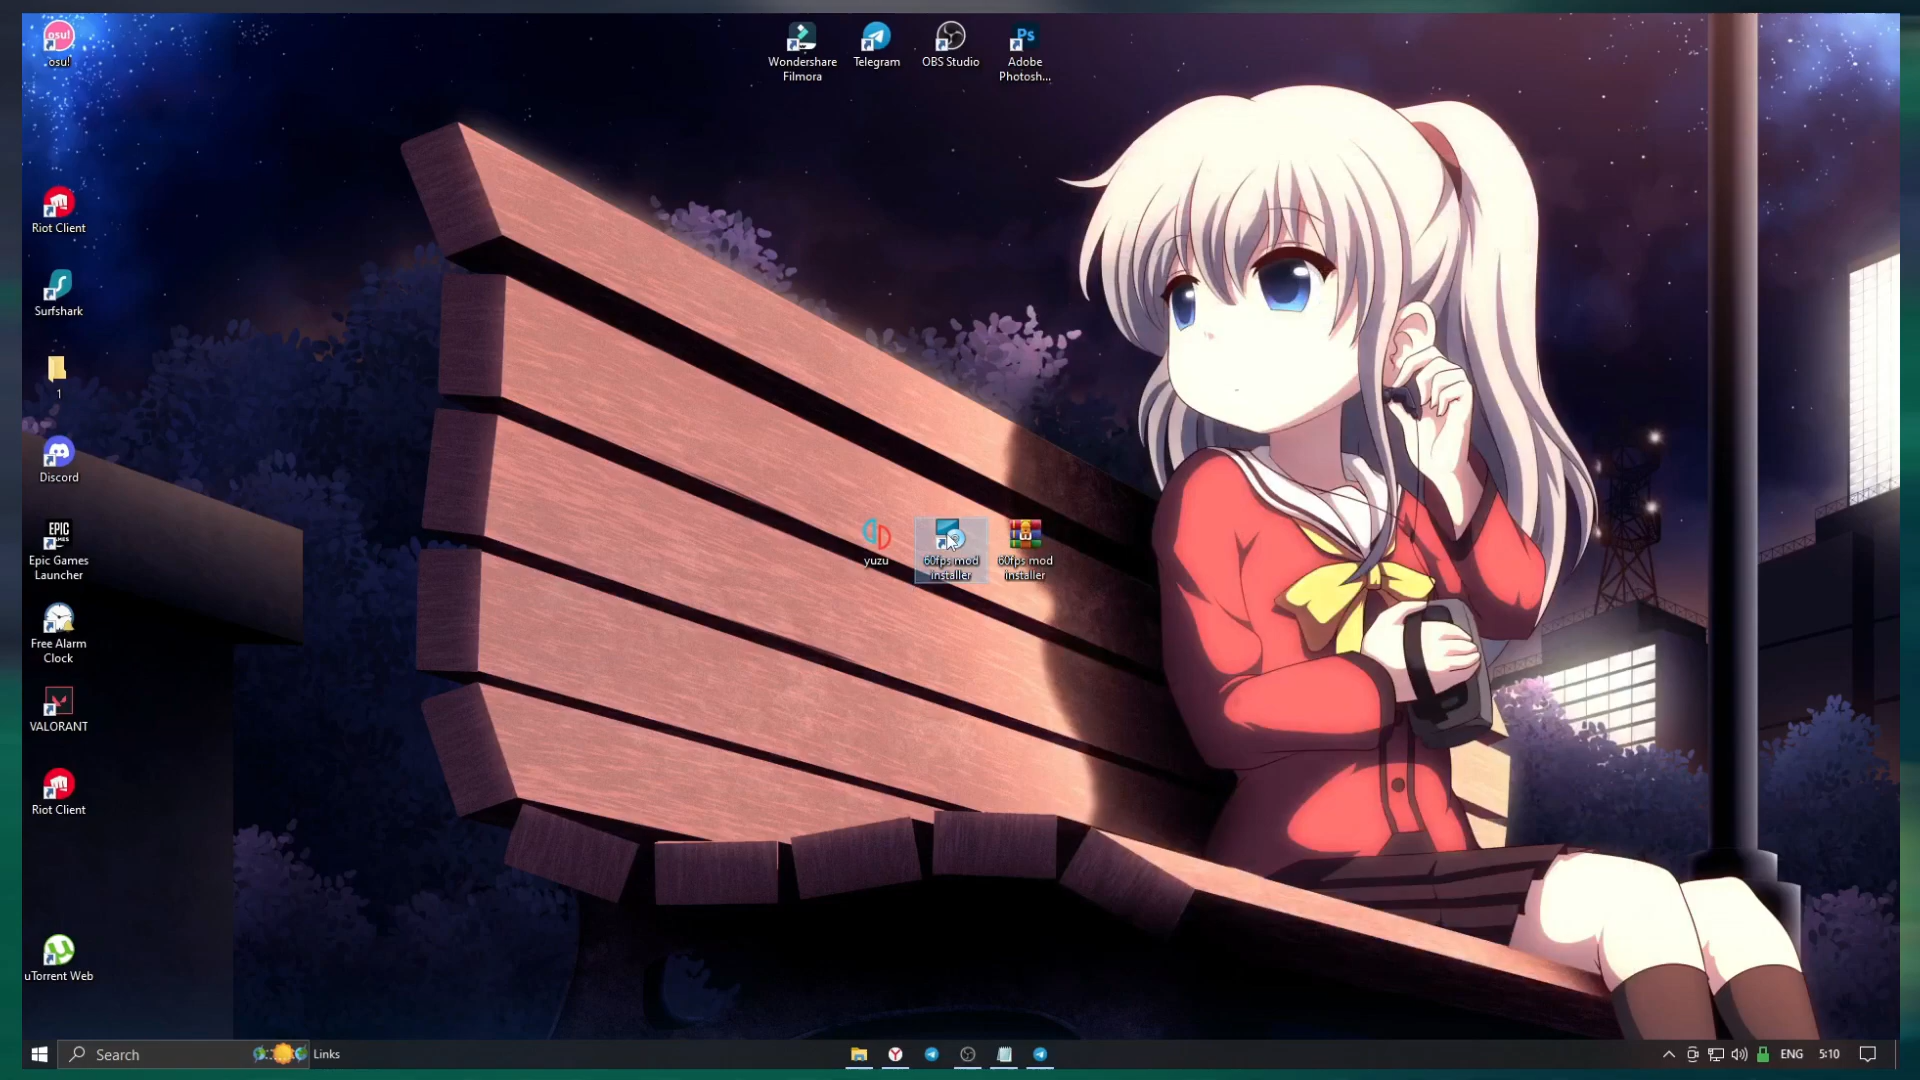 osu!
osu!
Wondershare
Filmora
Telegram
OBS Studio
Ps
Adobe
Photosh...
Riot Client
Surfshark
1
Discord
EPIC
GAMES
Epic Games
Launcher
Free Alarm
Clock
VALORANT
Riot Client
uTorrent Web
yuzu
60fps mod
installer
60fps mod
installer
Search
Links
ENG
5:10